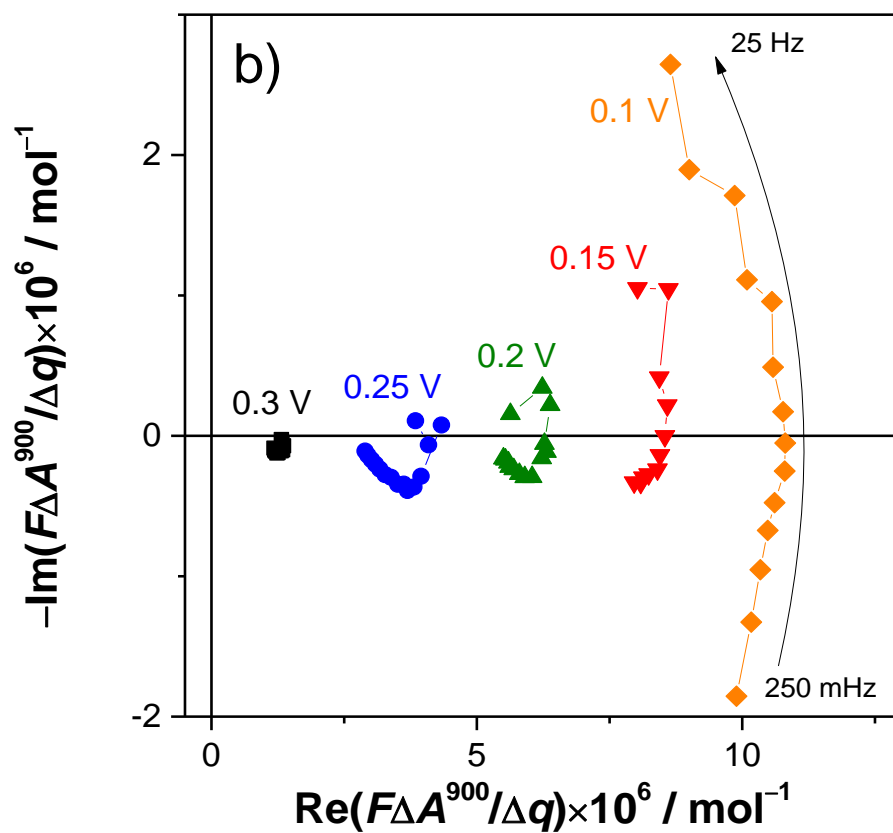 b)
25 Hz
0.1 V
2
0.15 V
0.2 V
0.25 V
0.3 V
0
−Im(FΔA⁹⁰⁰/Δq)×10⁶ / mol⁻¹
250 mHz
-2
0 5 10
Re(FΔA⁹⁰⁰/Δq)×10⁶ / mol⁻¹